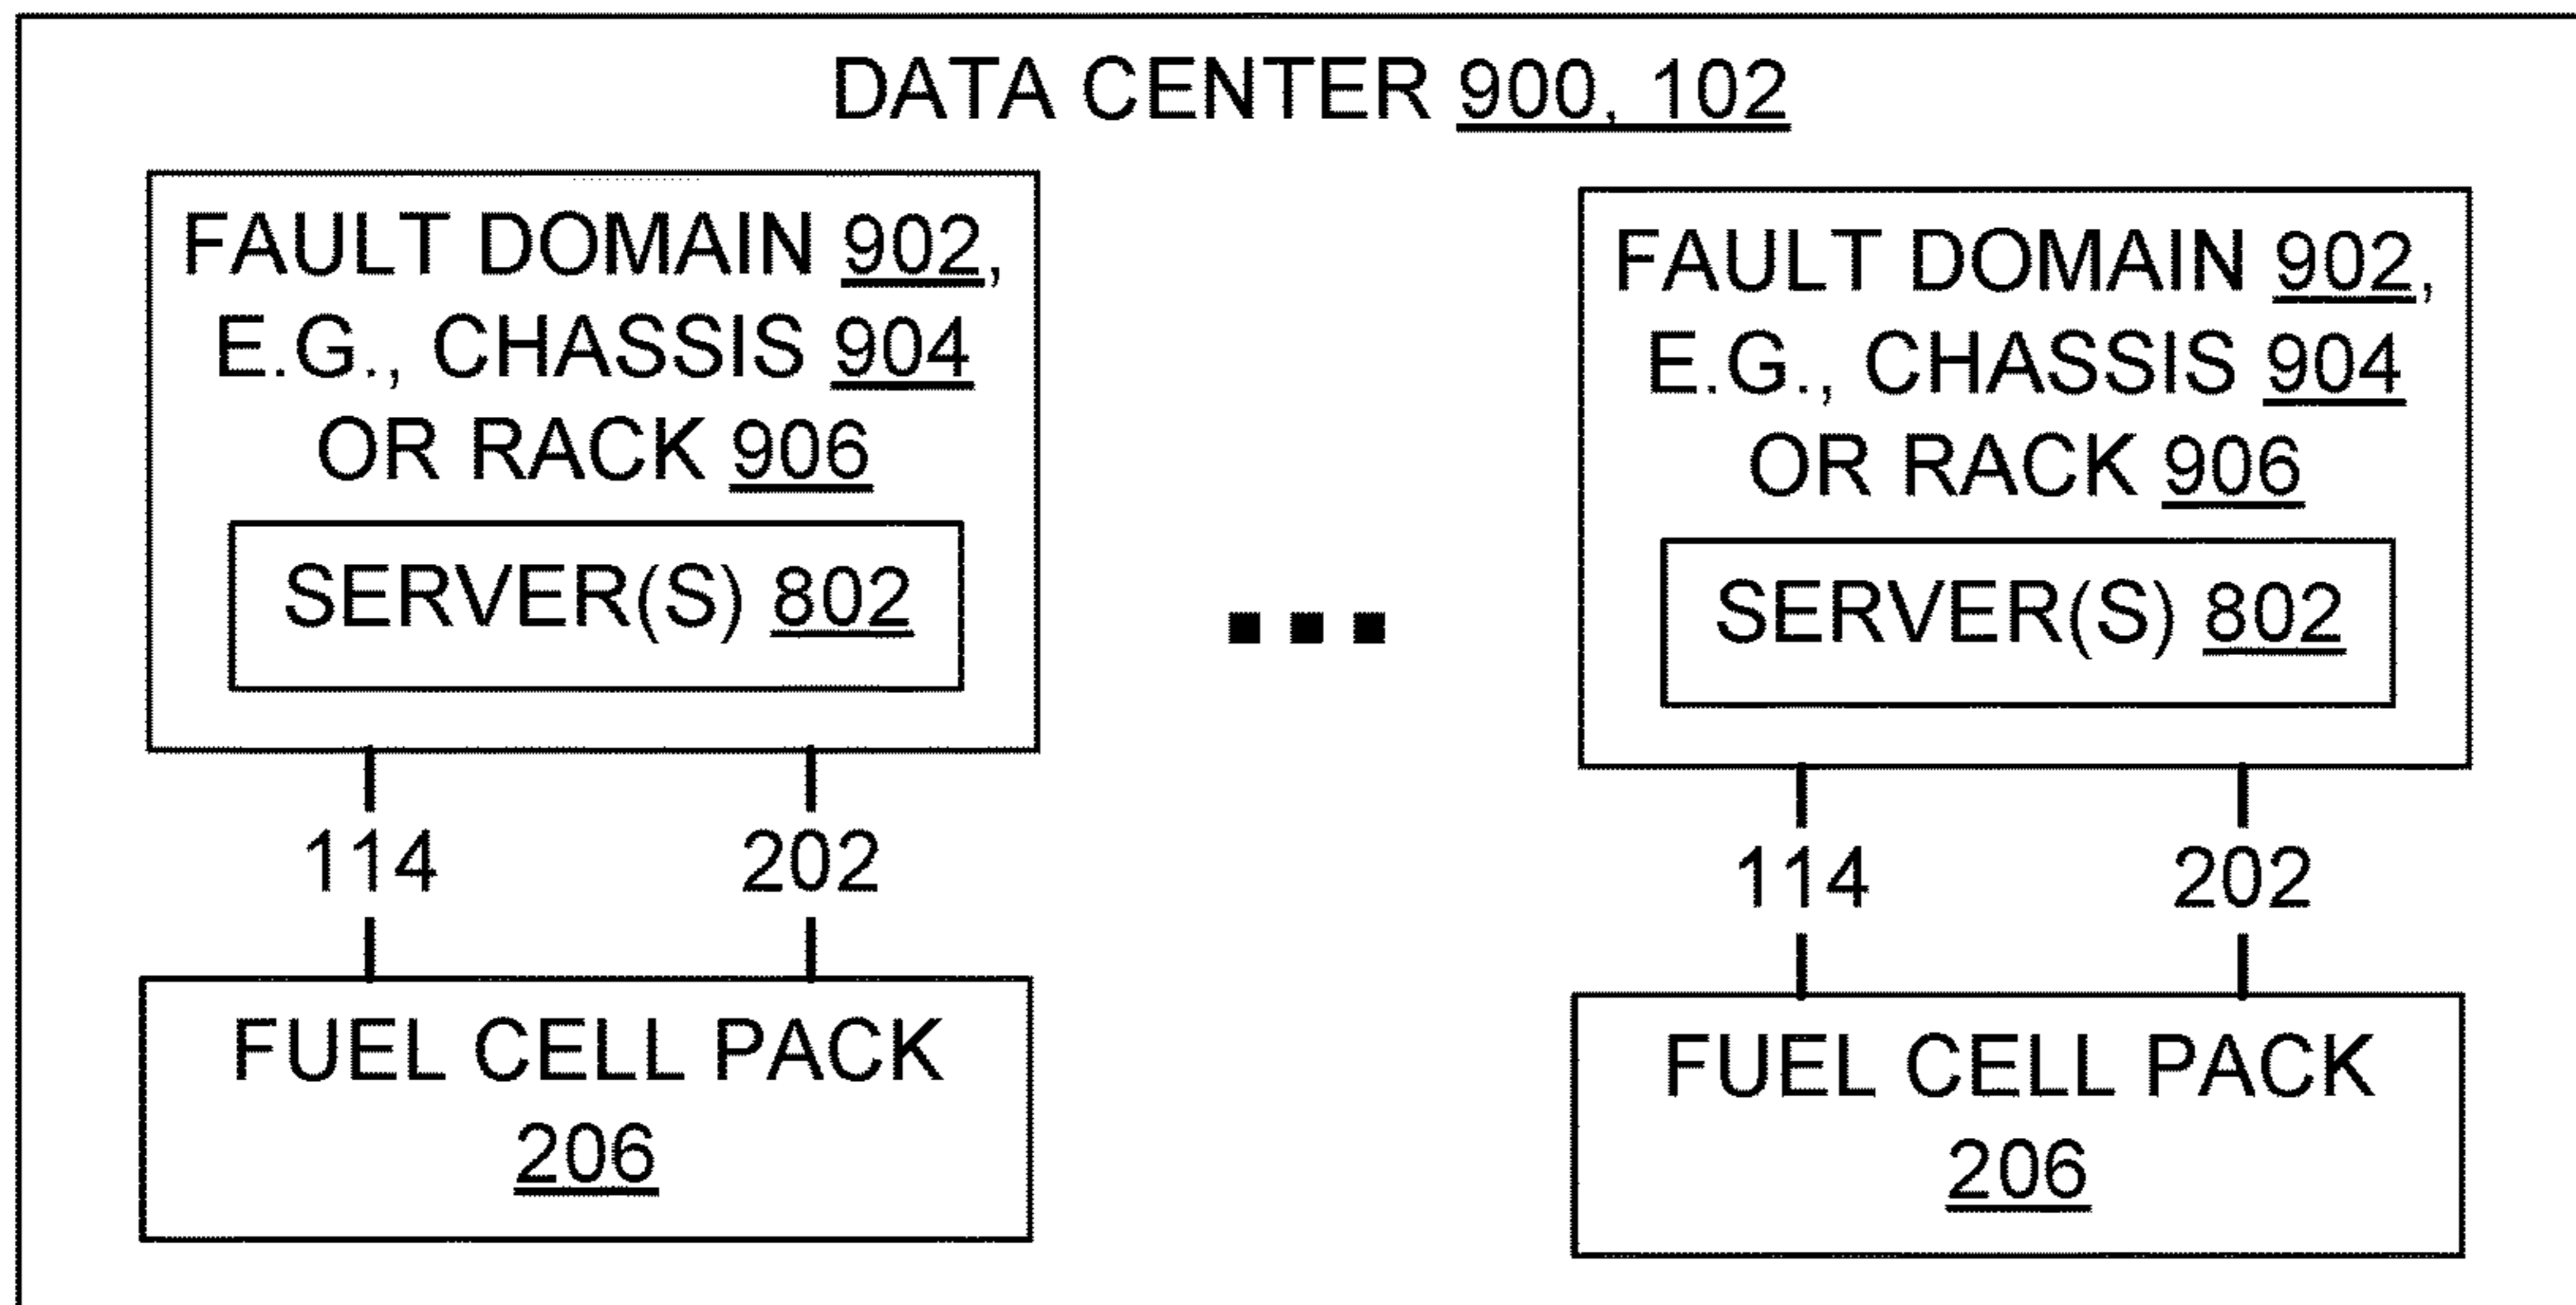 DATA CENTER 900, 102
FAULT DOMAIN 902,
E.G., CHASSIS 904
OR RACK 906
SERVER(S) 802
114
202
FUEL CELL PACK
206
FAULT DOMAIN 902,
E.G., CHASSIS 904
OR RACK 906
SERVER(S) 802
114
202
FUEL CELL PACK
206